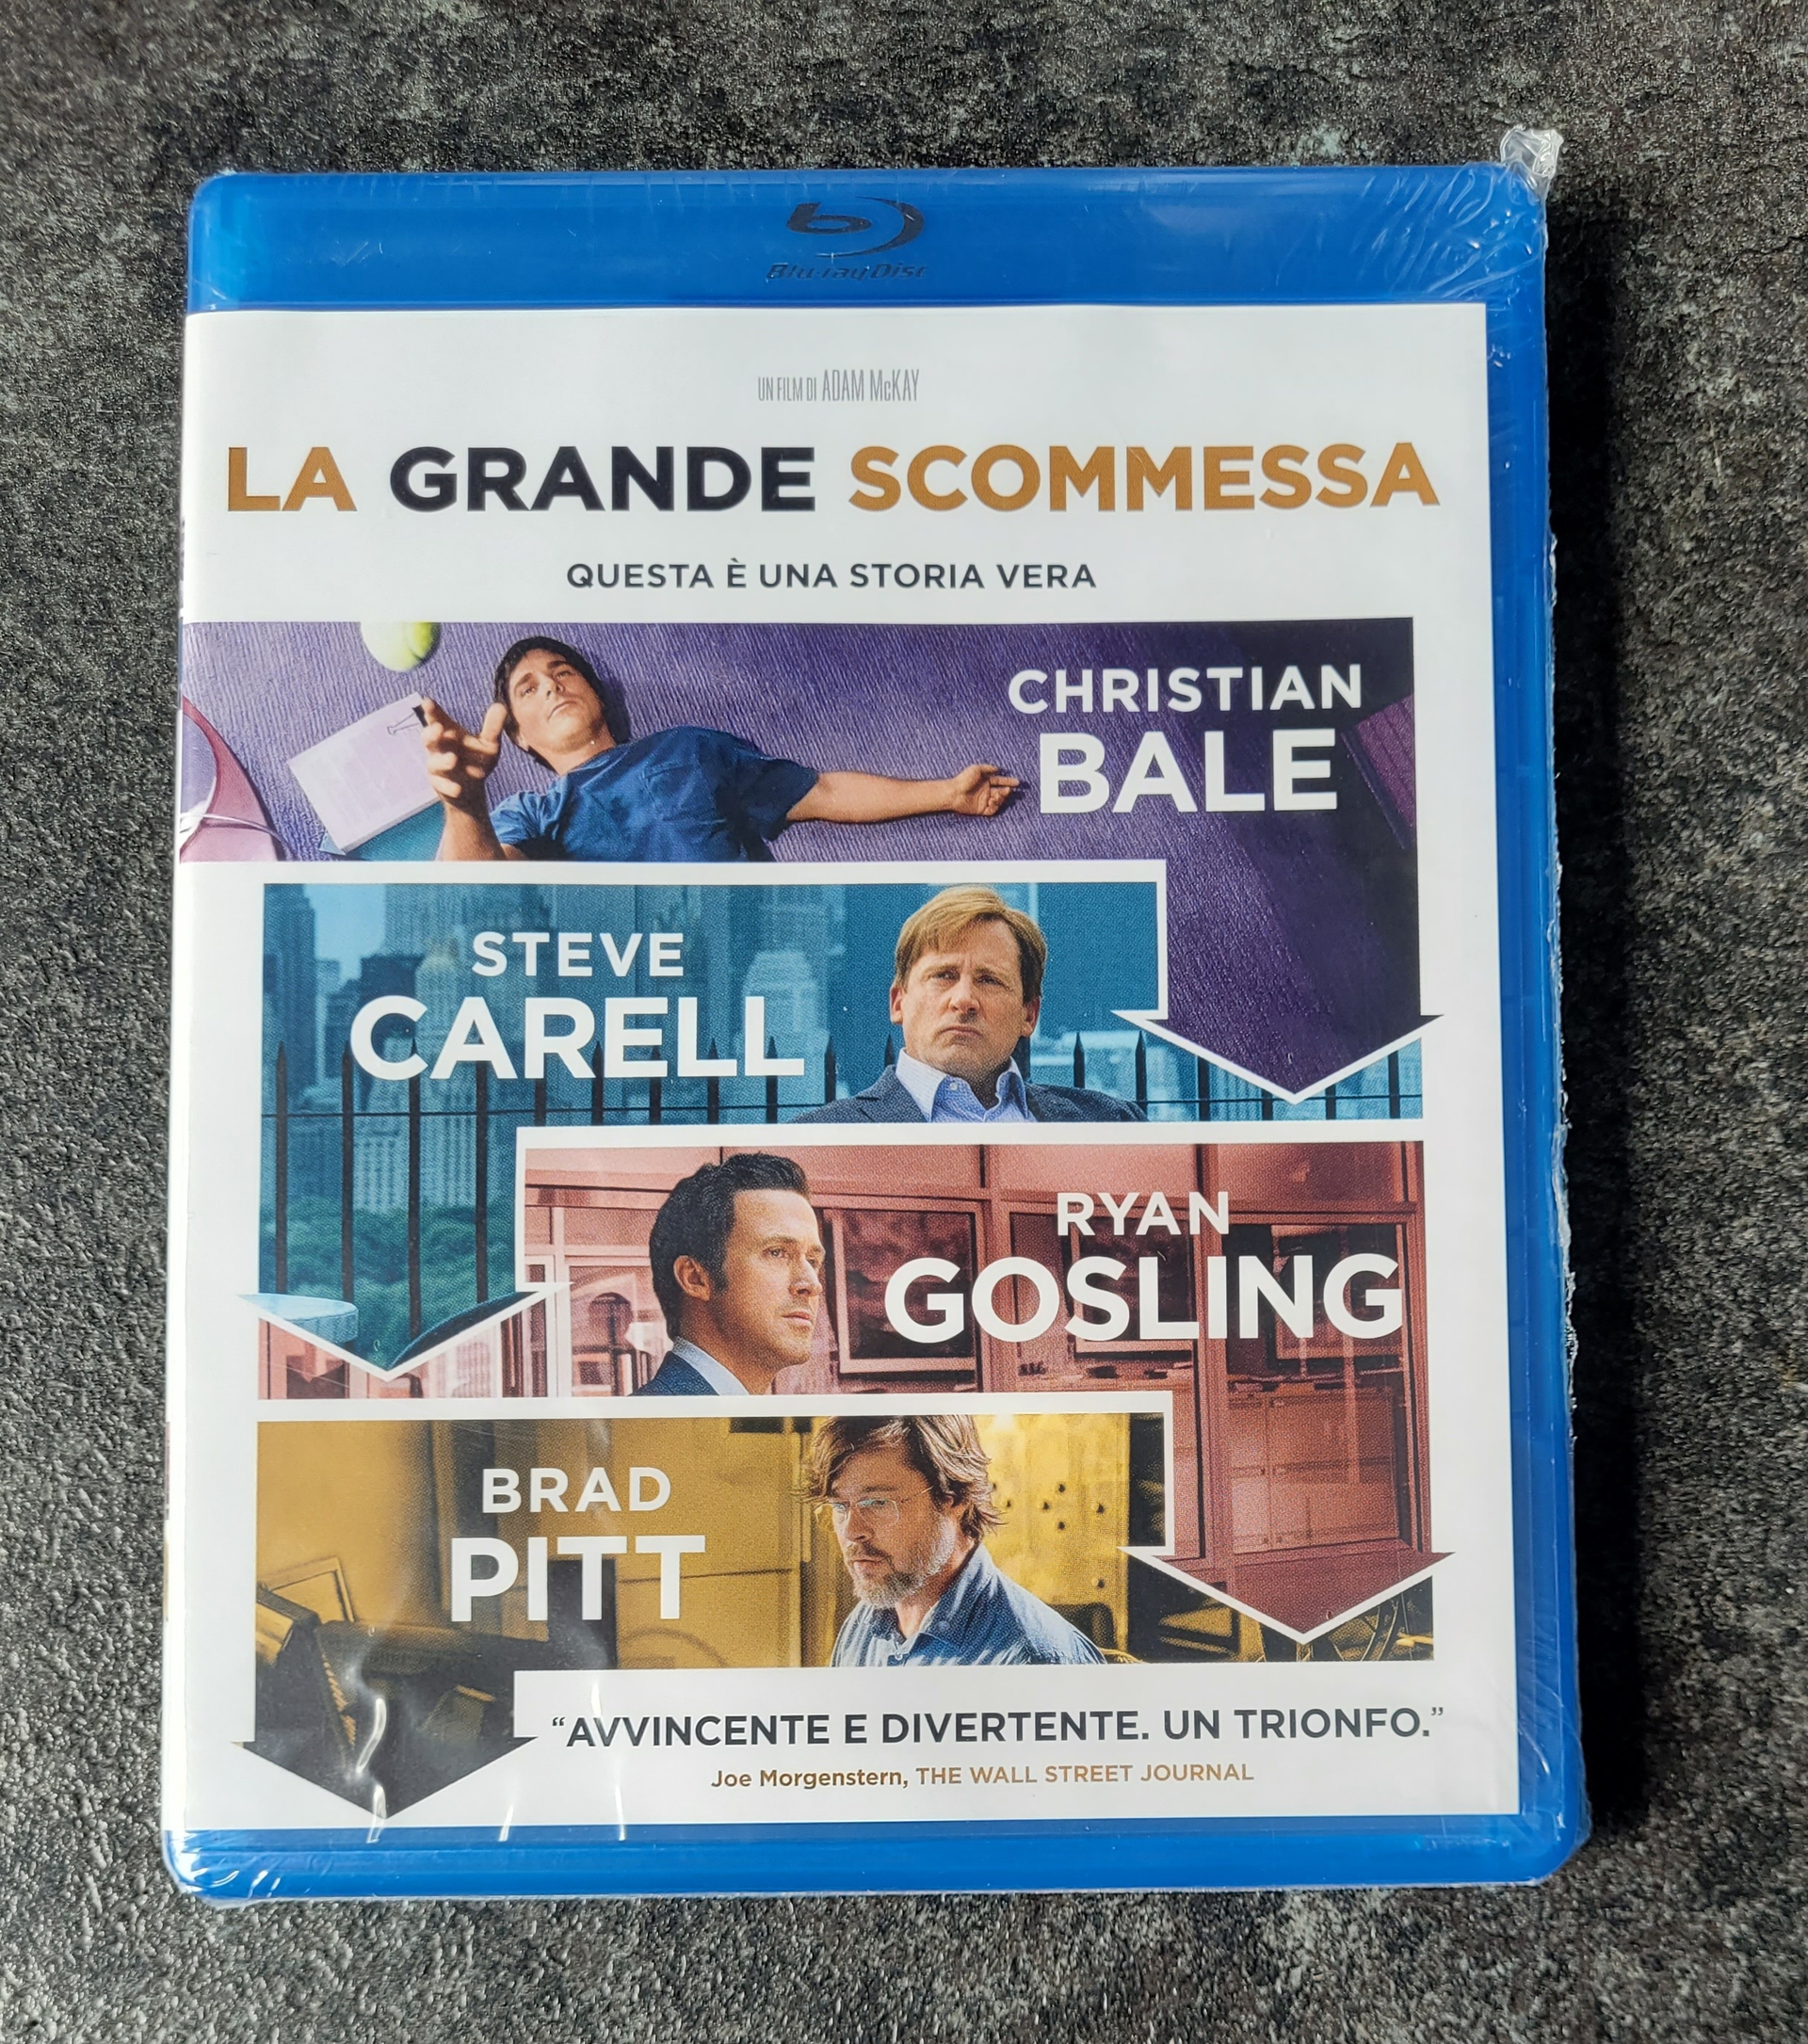 Blu-ray Disc
UN FILM DI ADAM McKAY
LA GRANDE SCOMMESSA
QUESTA È UNA STORIA VERA
CHRISTIAN
BALE
STEVE
CARELL
RYAN
GOSLING
BRAD
PITT
“AVVINCENTE E DIVERTENTE. UN TRIONFO.”
Joe Morgenstern, THE WALL STREET JOURNAL